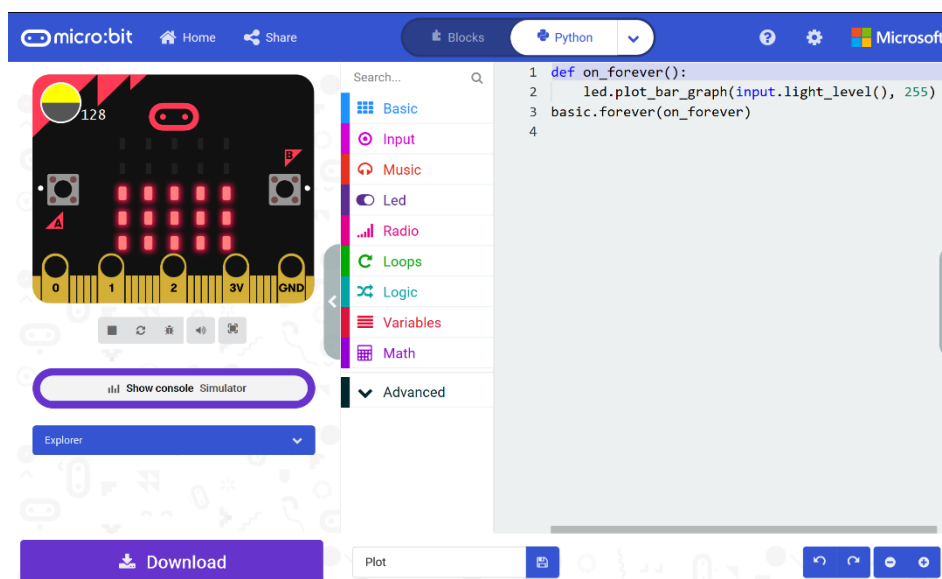 micro:bit Home Share Blocks Python ? Microsoft
128
B
A
0 1 2 3V GND
Show console Simulator
Explorer
Download
Search...
Basic
Input
Music
Led
Radio
Loops
Logic
Variables
Math
Advanced
1 def on_forever():
2     led.plot_bar_graph(input.light_level(), 255)
3 basic.forever(on_forever)
4
Plot